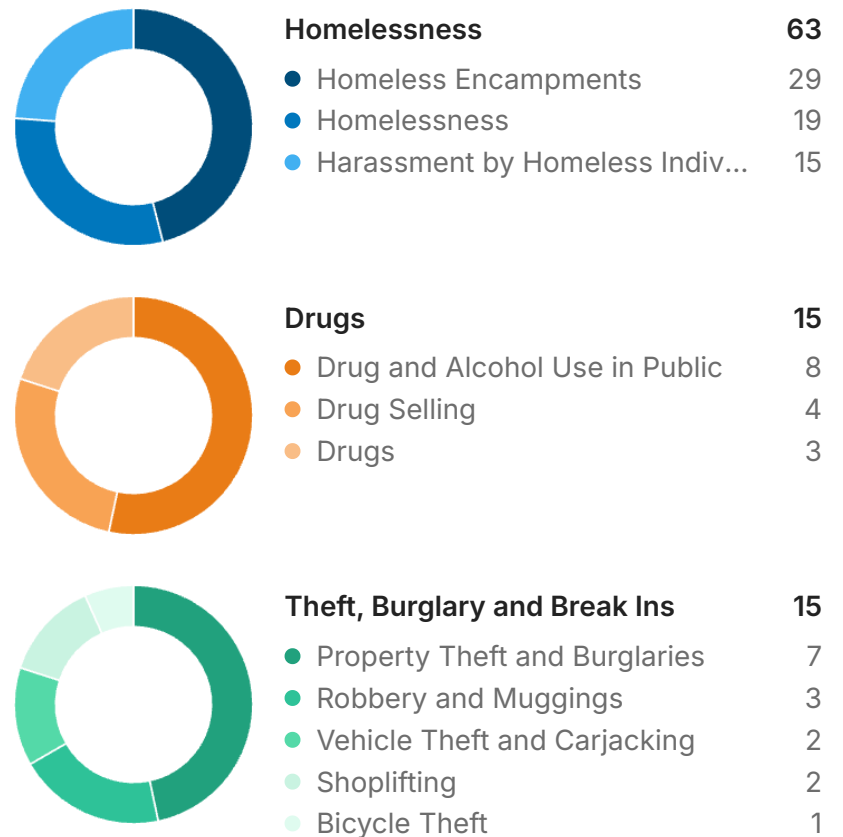 Homelessness 63
Homeless Encampments 29
Homelessness 19
Harassment by Homeless Indiv... 15
Drugs 15
Drug and Alcohol Use in Public 8
Drug Selling 4
Drugs 3
Theft, Burglary and Break Ins 15
Property Theft and Burglaries 7
Robbery and Muggings 3
Vehicle Theft and Carjacking 2
Shoplifting 2
Bicycle Theft 1